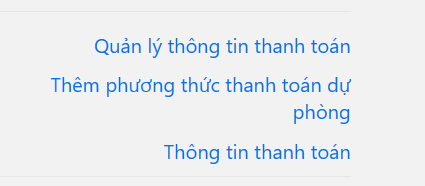 Quản lý thông tin thanh toán
Thêm phương thức thanh toán dự
phòng
Thông tin thanh toán